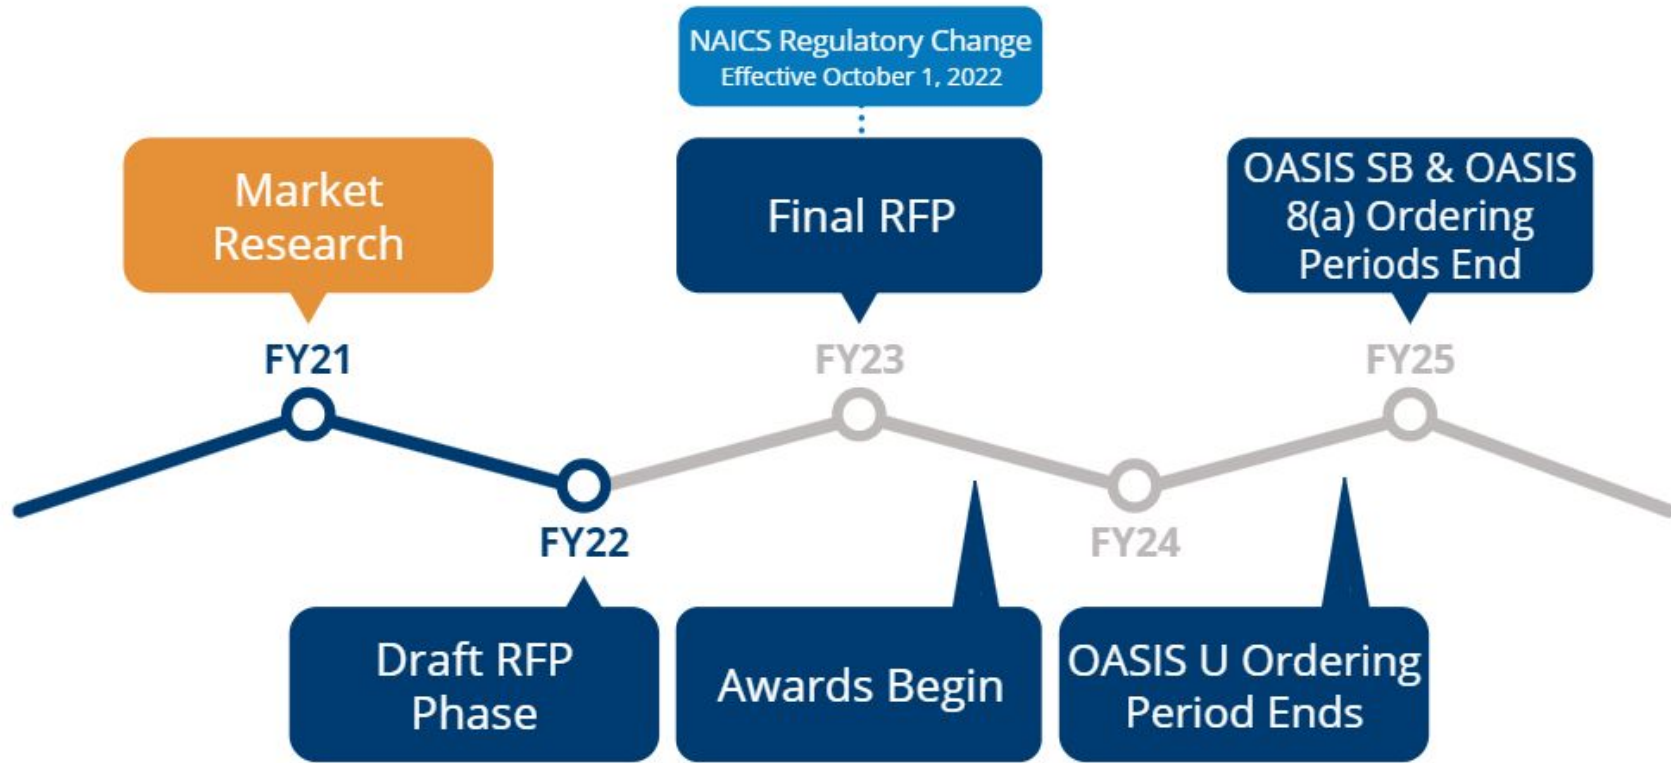 NAICS Regulatory Change
Effective October 1, 2022
Market
Research
Final RFP
OASIS SB & OASIS
8(a) Ordering
Periods End
FY21
FY23
FY25
FY22
FY24
Draft RFP
Phase
Awards Begin
OASIS U Ordering
Period Ends